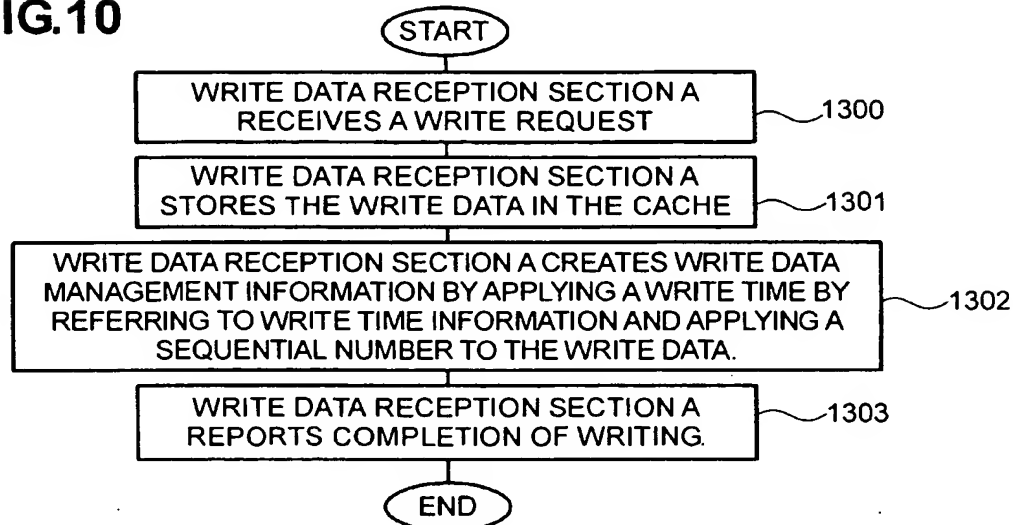 IG.10
START
WRITE DATA RECEPTION SECTION A
RECEIVES A WRITE REQUEST
1300
WRITE DATA RECEPTION SECTION A
STORES THE WRITE DATA IN THE CACHE
1301
WRITE DATA RECEPTION SECTION A CREATES WRITE DATA
MANAGEMENT INFORMATION BY APPLYING A WRITE TIME BY
REFERRING TO WRITE TIME INFORMATION AND APPLYING A
SEQUENTIAL NUMBER TO THE WRITE DATA.
1302
WRITE DATA RECEPTION SECTION A
REPORTS COMPLETION OF WRITING.
1303
END